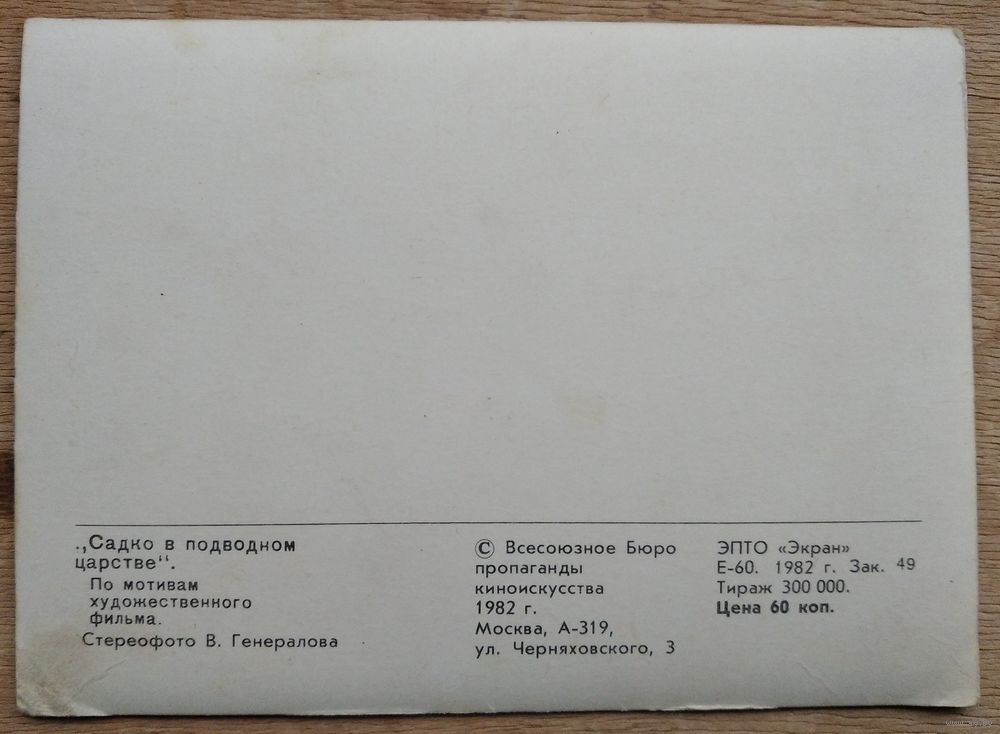 „Садко в подводном
царстве“.
По мотивам
художественного
фильма.
Стереофото В. Генералова
© Всесоюзное Бюро
пропаганды
киноискусства
1982 г.
Москва, А-319,
ул. Черняховского, 3
ЭПТО «Экран»
Е-60. 1982 г. Зак. 49
Тираж 300 000.
Цена 60 коп.